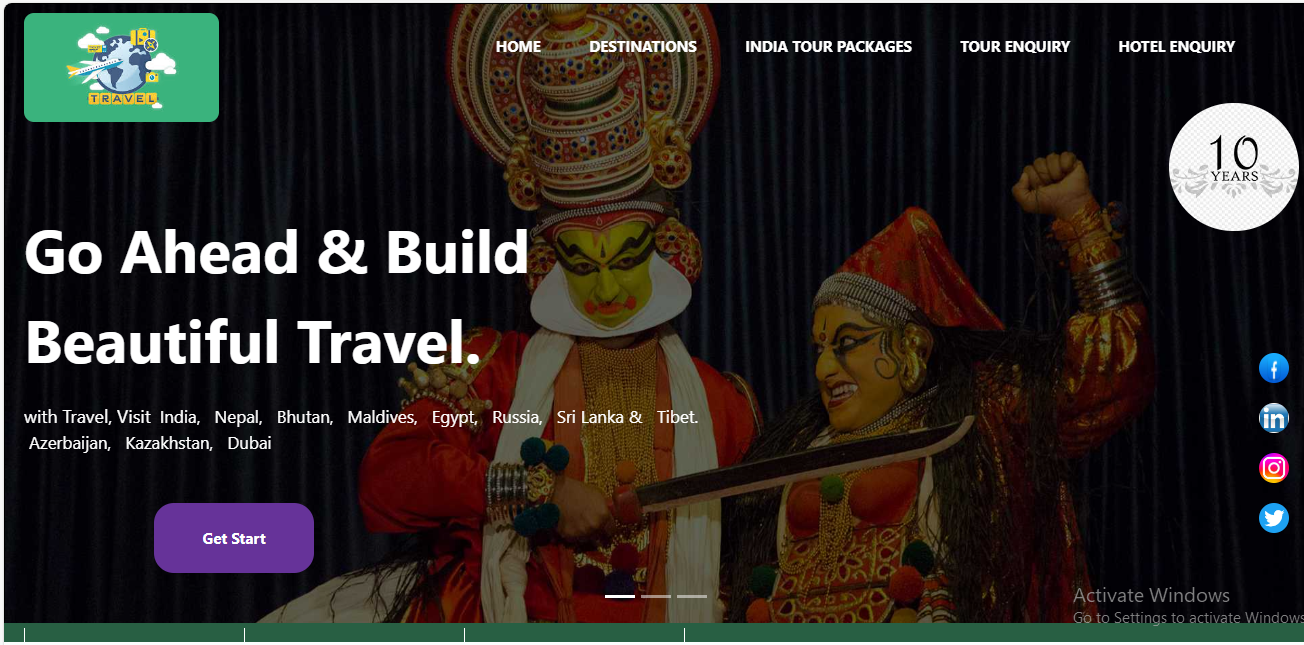 TRAVEL
HOME
DESTINATIONS
INDIA TOUR PACKAGES
TOUR ENQUIRY
HOTEL ENQUIRY
10
YEARS
Go Ahead & Build
Beautiful Travel.
with Travel, Visit India, Nepal, Bhutan, Maldives, Egypt, Russia, Sri Lanka & Tibet.
Azerbaijan, Kazakhstan, Dubai
Get Start
Activate Windows
Go to Settings to activate Windows